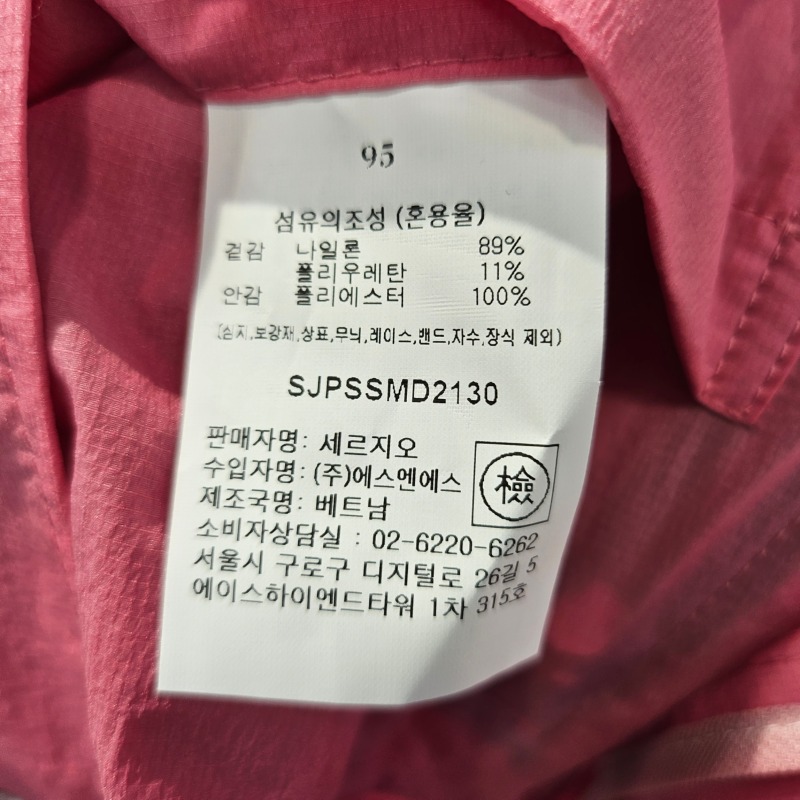 95
섬유의조성 (혼용율)
겉감 나일론 89%
폴리우레탄 11%
안감 폴리에스터 100%
(심지,보강재,상표,무늬,레이스,밴드,자수,장식 제외)
SJPSSMD2130
판매자명: 세르지오
수입자명: (주)에스엔에스
제조국명: 베트남
檢
소비자상담실 : 02-6220-6262
서울시 구로구 디지털로 26길 5
에이스하이엔드타워 1차 315호